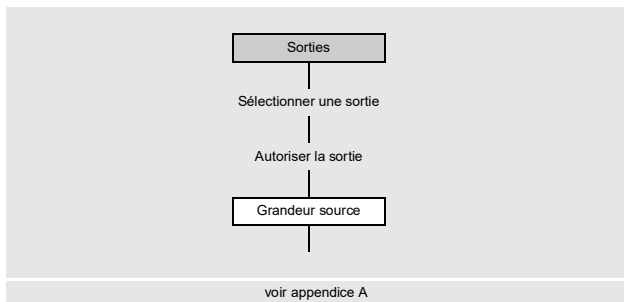 Sorties
Sélectionner une sortie
Autoriser la sortie
Grandeur source
voir appendice A